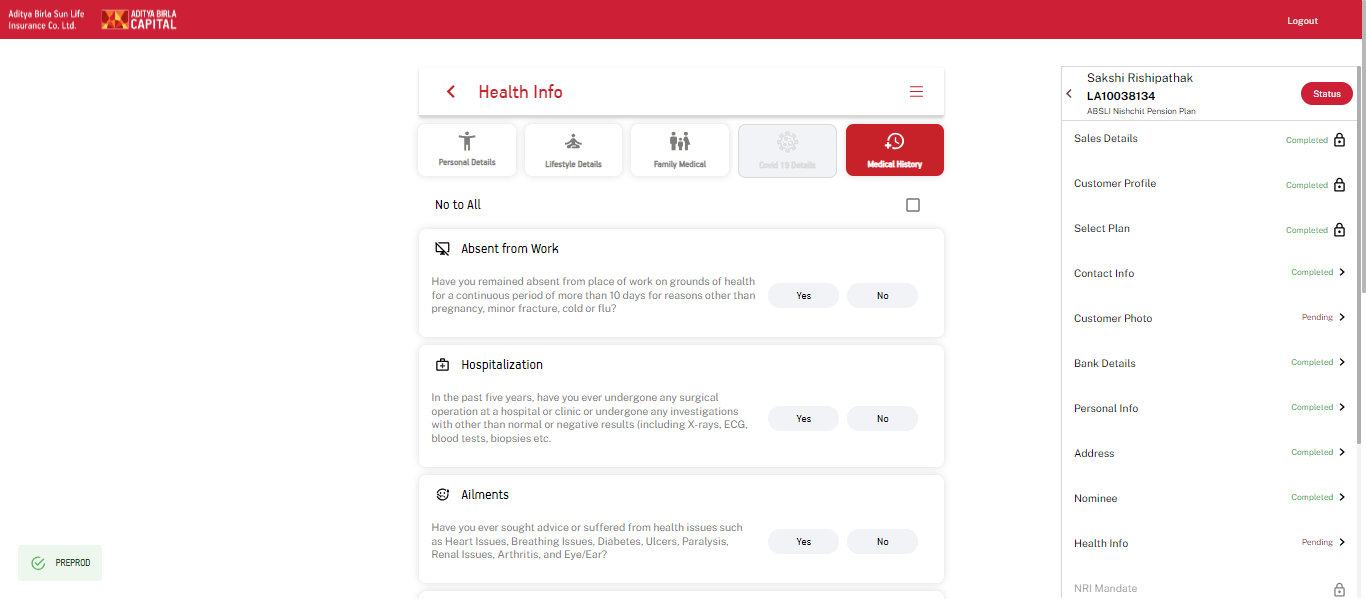 Aditya Birla Sun Life
Insurance Co. Ltd.
ADITYA BIRLA
CAPITAL
Logout
Health Info
Personal Details
Lifestyle Details
Family Medical
Covid 19 Details
Medical History
No to All
Absent from Work
Have you remained absent from place of work on grounds of health
for a continuous period of more than 10 days for reasons other than
pregnancy, minor fracture, cold or flu?
Yes
No
Hospitalization
In the past five years, have you ever undergone any surgical
operation at a hospital or clinic or undergone any investigations
with other than normal or negative results (including X-rays, ECG,
blood tests, biopsies etc.
Yes
No
Ailments
Have you ever sought advice or suffered from health issues such
as Heart Issues, Breathing Issues, Diabetes, Ulcers, Paralysis,
Renal Issues, Arthritis, and Eye/Ear?
Yes
No
PREPROD
Sakshi Rishipathak
LA10038134
ABSLI Nishchit Pension Plan
Status
Sales Details Completed
Customer Profile Completed
Select Plan Completed
Contact Info Completed
Customer Photo Pending
Bank Details Completed
Personal Info Completed
Address Completed
Nominee Completed
Health Info Pending
NRI Mandate